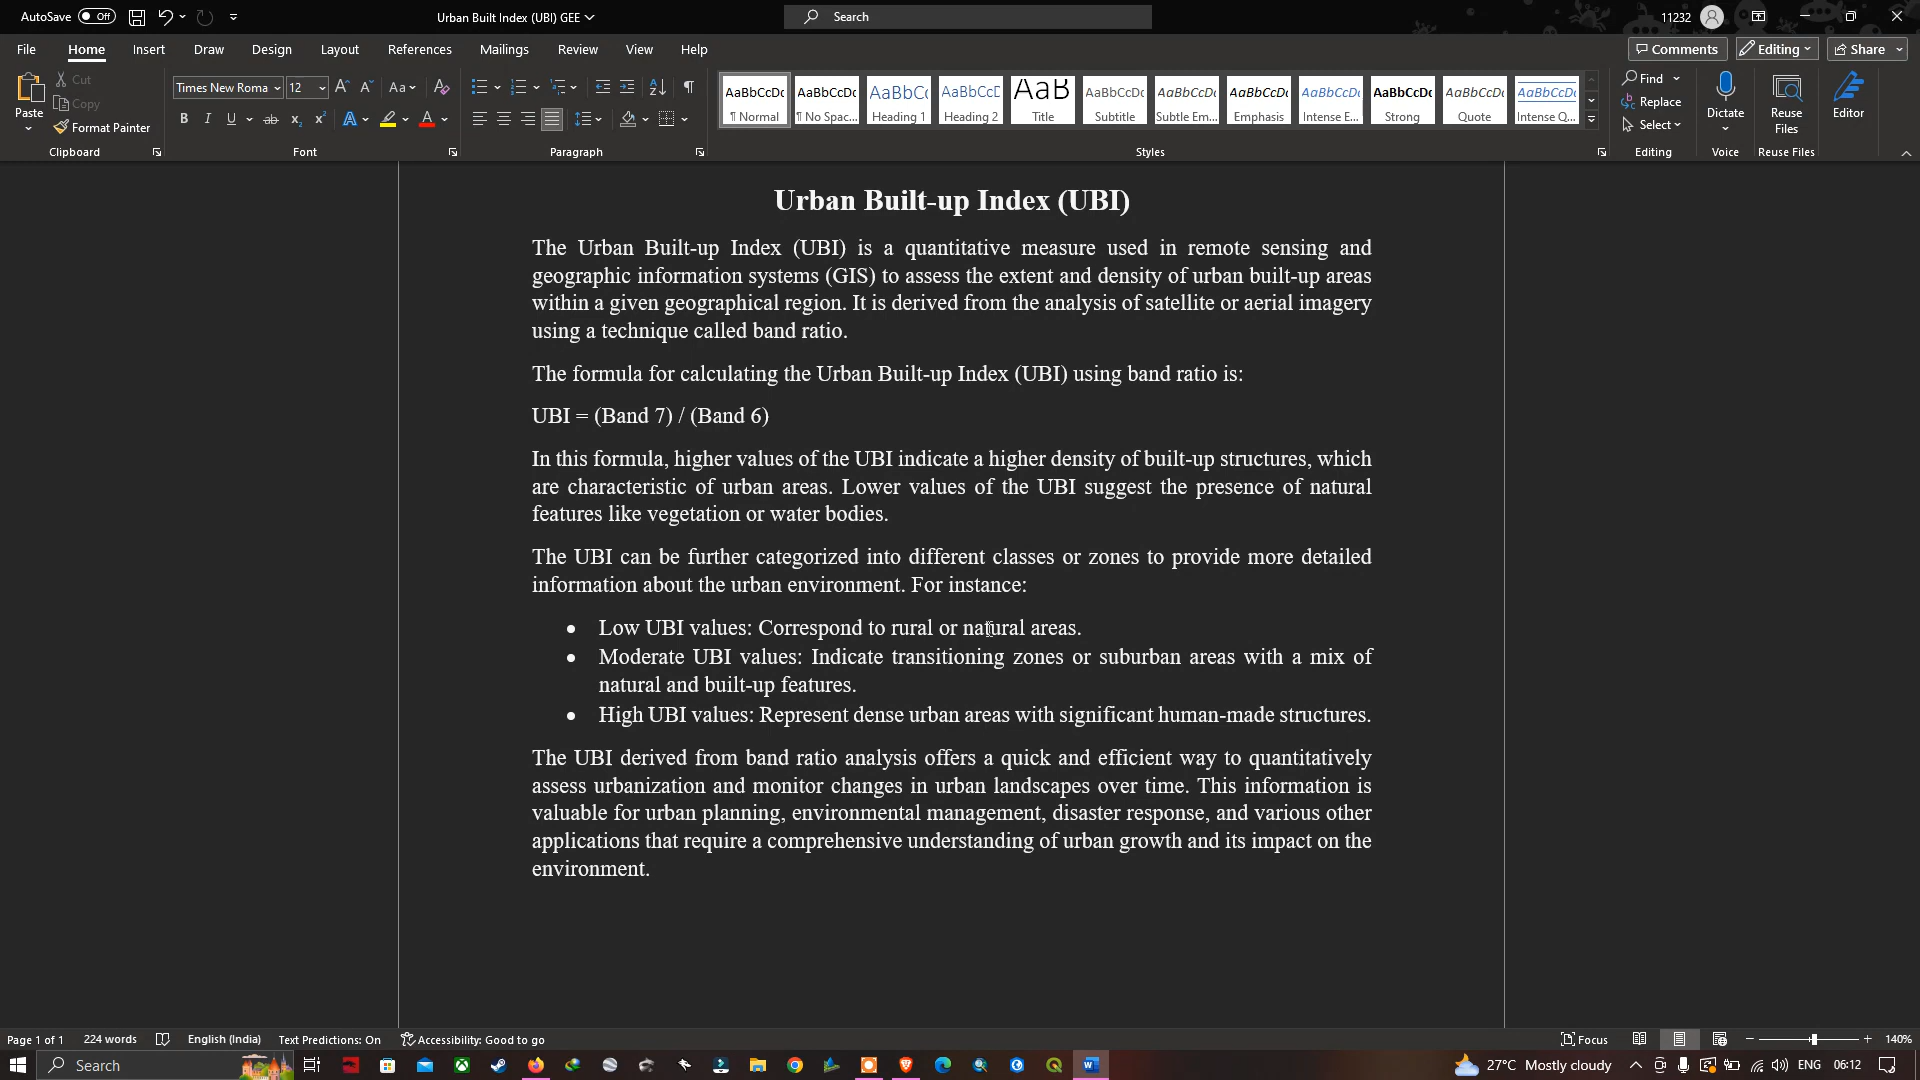 AutoSave Off Urban Built Index (UBI) GEE Search 11232
File Home Insert Draw Design Layout References Mailings Review View Help Comments Editing Share
Paste Cut Times New Roma 12 Aa Find
Copy Replace
Format Painter Select
AaBbCcDc AaBbCcDc AaBbC AaBbCcD AaB AaBbCcD AaBbCcDc AaBbCcDc AaBbCcDc AaBbCcDc AaBbCcDc AaBbCcDc
¶ Normal ¶ No Spac... Heading 1 Heading 2 Title Subtitle Subtle Em... Emphasis Intense E... Strong Quote Intense Q... Dictate Reuse Files Editor
Clipboard Font Paragraph Styles Editing Voice Reuse Files Editor
Urban Built-up Index (UBI)
The Urban Built-up Index (UBI) is a quantitative measure used in remote sensing and
geographic information systems (GIS) to assess the extent and density of urban built-up areas
within a given geographical region. It is derived from the analysis of satellite or aerial imagery
using a technique called band ratio.
The formula for calculating the Urban Built-up Index (UBI) using band ratio is:
UBI = (Band 7) / (Band 6)
In this formula, higher values of the UBI indicate a higher density of built-up structures, which
are characteristic of urban areas. Lower values of the UBI suggest the presence of natural
features like vegetation or water bodies.
The UBI can be further categorized into different classes or zones to provide more detailed
information about the urban environment. For instance:
• Low UBI values: Correspond to rural or natural areas.
• Moderate UBI values: Indicate transitioning zones or suburban areas with a mix of
natural and built-up features.
• High UBI values: Represent dense urban areas with significant human-made structures.
The UBI derived from band ratio analysis offers a quick and efficient way to quantitatively
assess urbanization and monitor changes in urban landscapes over time. This information is
valuable for urban planning, environmental management, disaster response, and various other
applications that require a comprehensive understanding of urban growth and its impact on the
environment.
Page 1 of 1 224 words English (India) Text Predictions: On Accessibility: Good to go Focus 140%
Search 27°C Mostly cloudy ENG 06:12